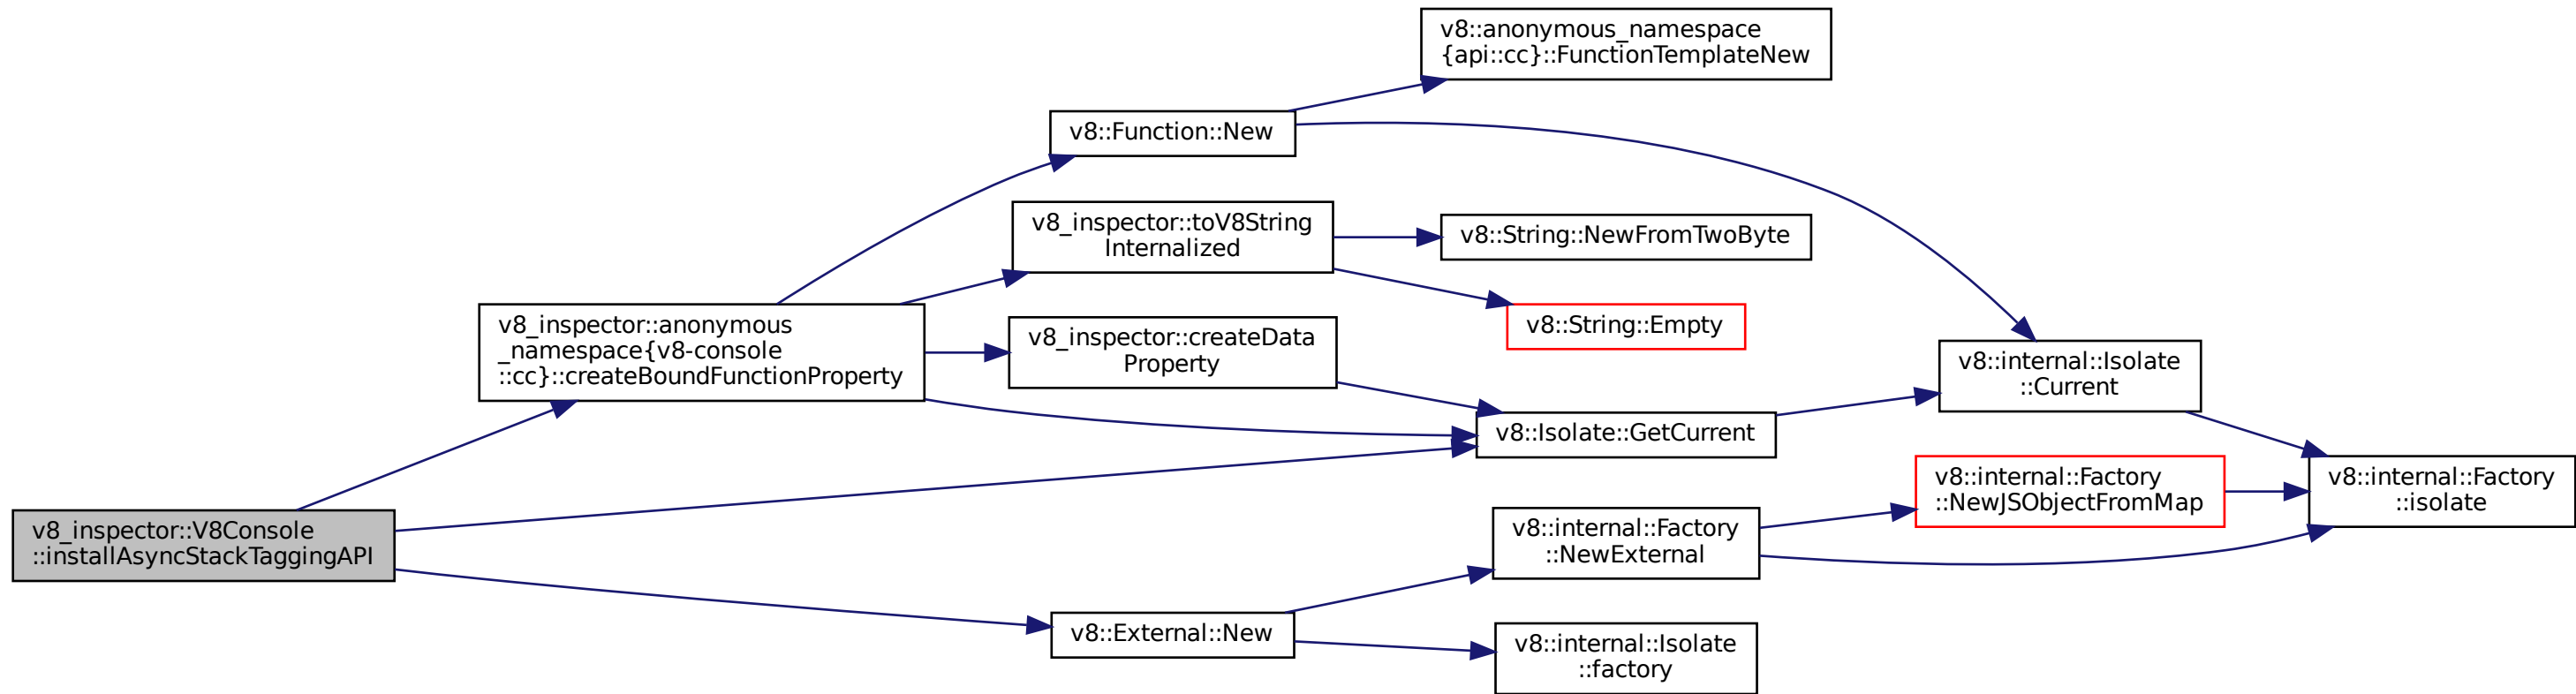 v8::anonymous_namespace
{api::cc}::FunctionTemplateNew
v8::Function::New
v8_inspector::toV8String
Internalized
v8::String::NewFromTwoByte
v8_inspector::anonymous
_namespace{v8-console
::cc}::createBoundFunctionProperty
v8_inspector::createData
Property
v8::String::Empty
v8::internal::Isolate
::Current
v8::Isolate::GetCurrent
v8_inspector::V8Console
::installAsyncStackTaggingAPI
v8::internal::Factory
::NewJSObjectFromMap
v8::internal::Factory
::isolate
v8::internal::Factory
::NewExternal
v8::External::New
v8::internal::Isolate
::factory